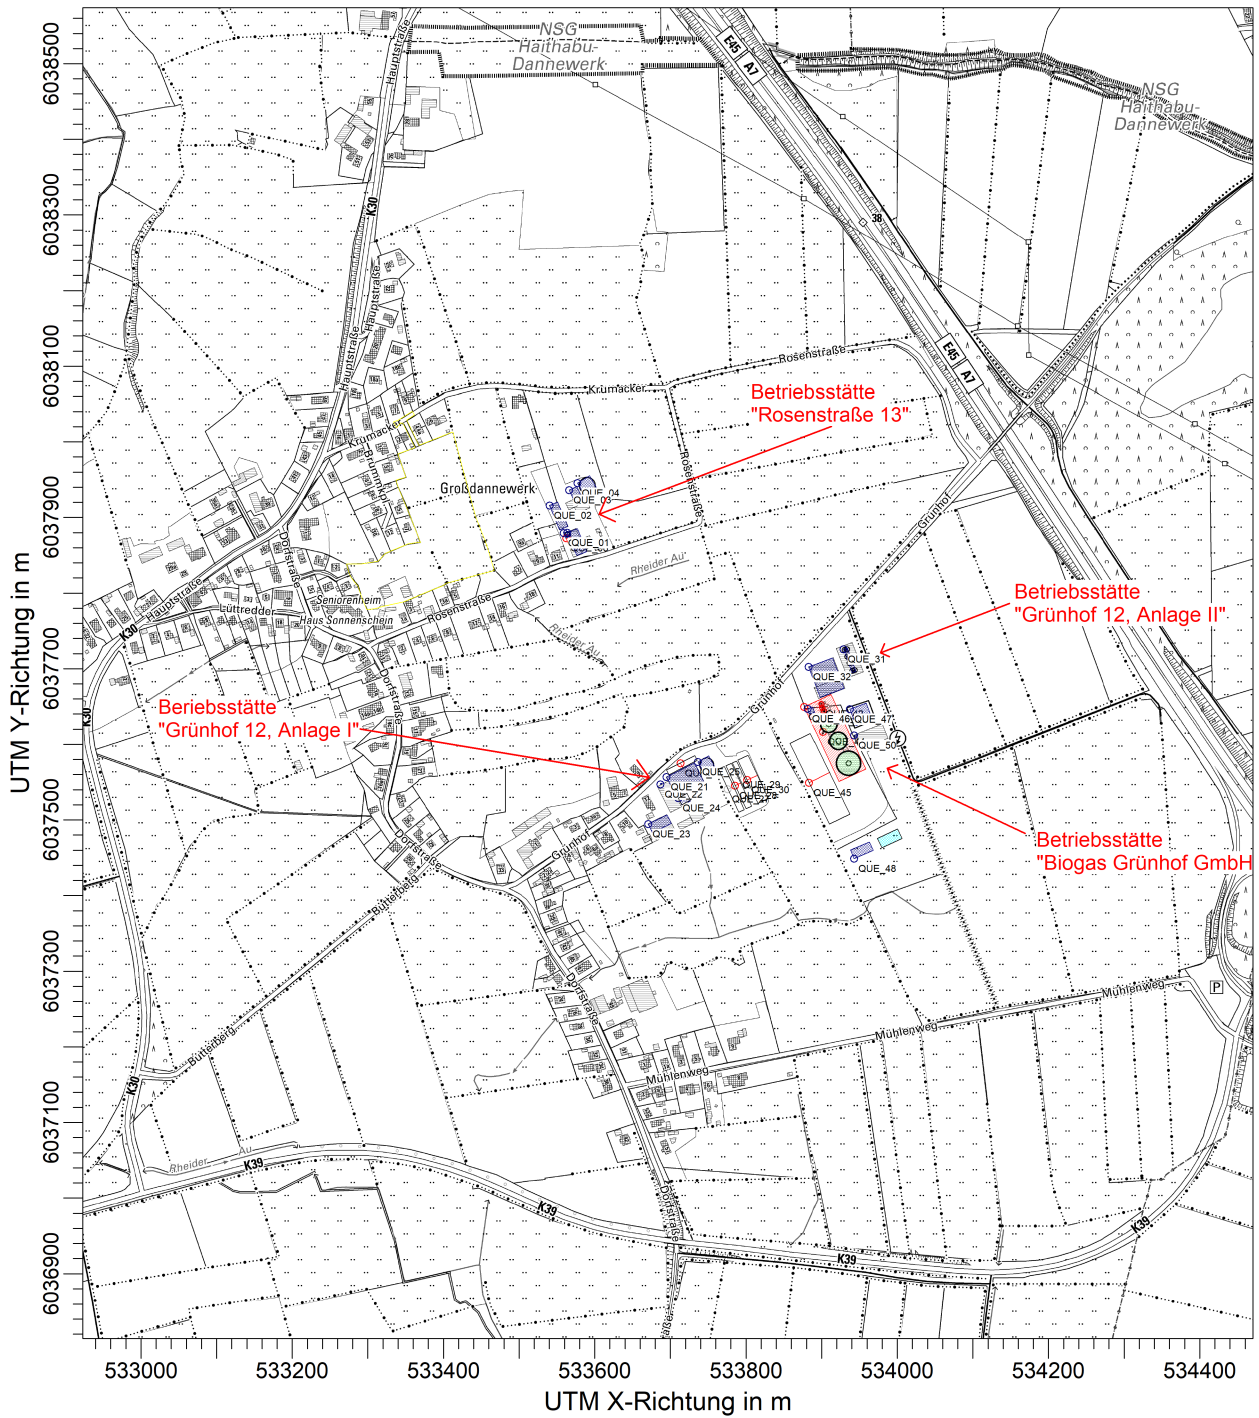 NSG
Haithabu-
Dannewerk
E45
A7
NSG
Haithabu-
Dannewerk
Hauptstraße
K30
38
Hauptstraße
Hauptstraße
Rosenstraße
E45
A7
Krumacker
Betriebsstätte
"Rosenstraße 13"
Krumacker
Brummkpl.
Großdannewerk
Rosenstraße
QUE_04
QUE_03
QUE_02
QUE_01
Grünhof
Dorfstraße
Rheider Au
Hauptstraße
Seniorenheim
Haus Sonnenschein
Lüttredder
Rosenstraße
K30
Rheider Au
Betriebsstätte
"Grünhof 12, Anlage II"
QUE_31
QUE_32
Dorfstraße
Grünhof
K30
Beriebsstätte
"Grünhof 12, Anlage I"
QUE_46
QUE_47
QUE_50
QUE_21
QUE_22
QUE_24
QUE_23
QUE_29
QUE_30
QUE_45
Betriebsstätte
"Biogas Grünhof GmbH
QUE_48
Grünhof
Dorfstraße
Bütterberg
Dorfstraße
P
Mühlenweg
Mühlenweg
Bütterberg
Mühlenweg
K30
Rheider Au
K39
K39
Dorfstraße
K39
K39
UTM Y-Richtung in m
6038500
6038300
6038100
6037900
6037700
6037500
6037300
6037100
6036900
533000 533200 533400 533600 533800 534000 534200 534400
UTM X-Richtung in m